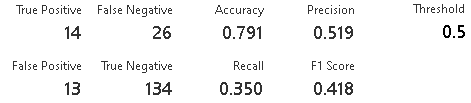 True Positive False Negative Accuracy Precision Threshold
14 26 0.791 0.519 0.5
False Positive True Negative Recall F1 Score
13 134 0.350 0.418